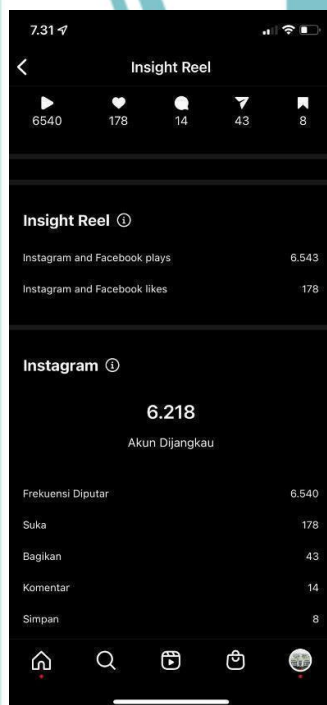 7.31
Insight Reel
6540 178 14 43 8
Insight Reel
Instagram and Facebook plays 6.543
Instagram and Facebook likes 178
Instagram
6.218
Akun Dijangkau
Frekuensi Diputar 6.540
Suka 178
Bagikan 43
Komentar 14
Simpan 8